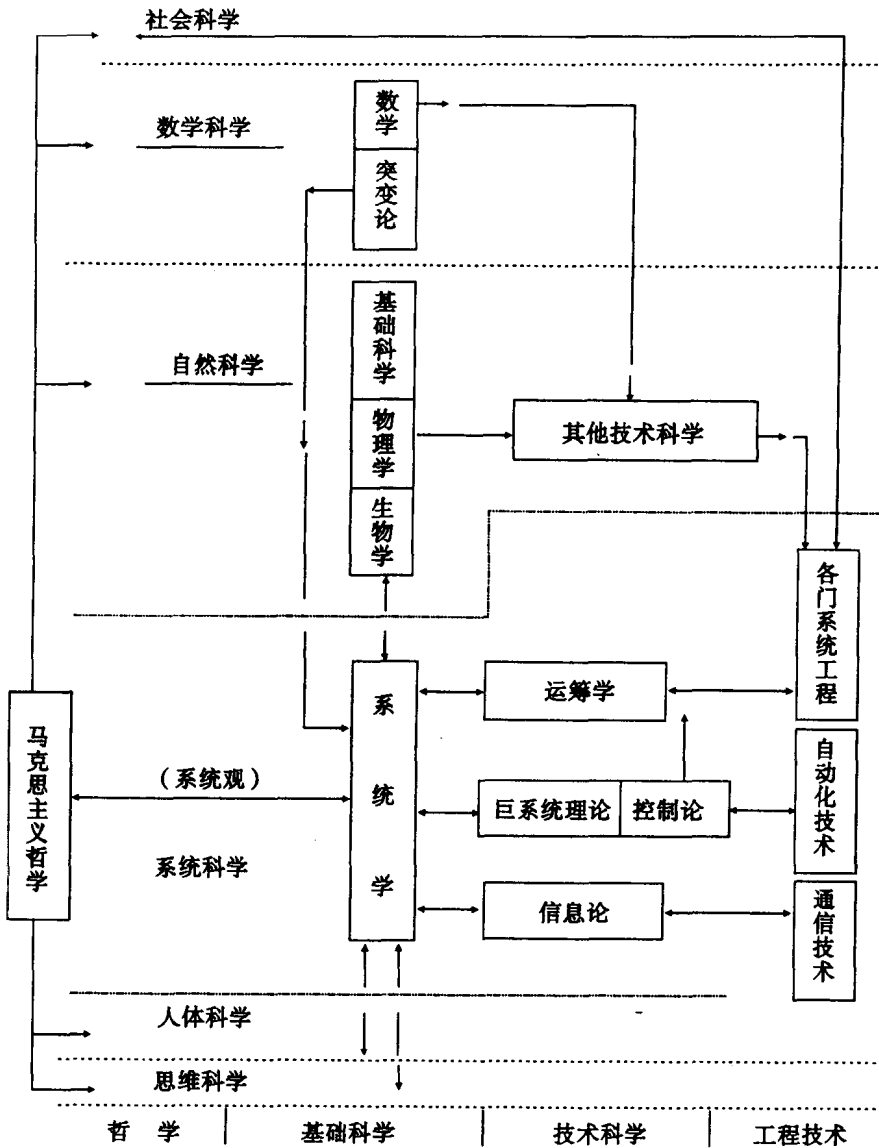 社会科学
数学科学
数学
突变论
自然科学
基础科学
物理学
生物学
其他技术科学
各门系统工程
系统学
运筹学
马克思主义哲学
(系统观)
巨系统理论
控制论
自动化技术
系统科学
信息论
通信技术
人体科学
思维科学
哲 学 基础科学 技术科学 工程技术